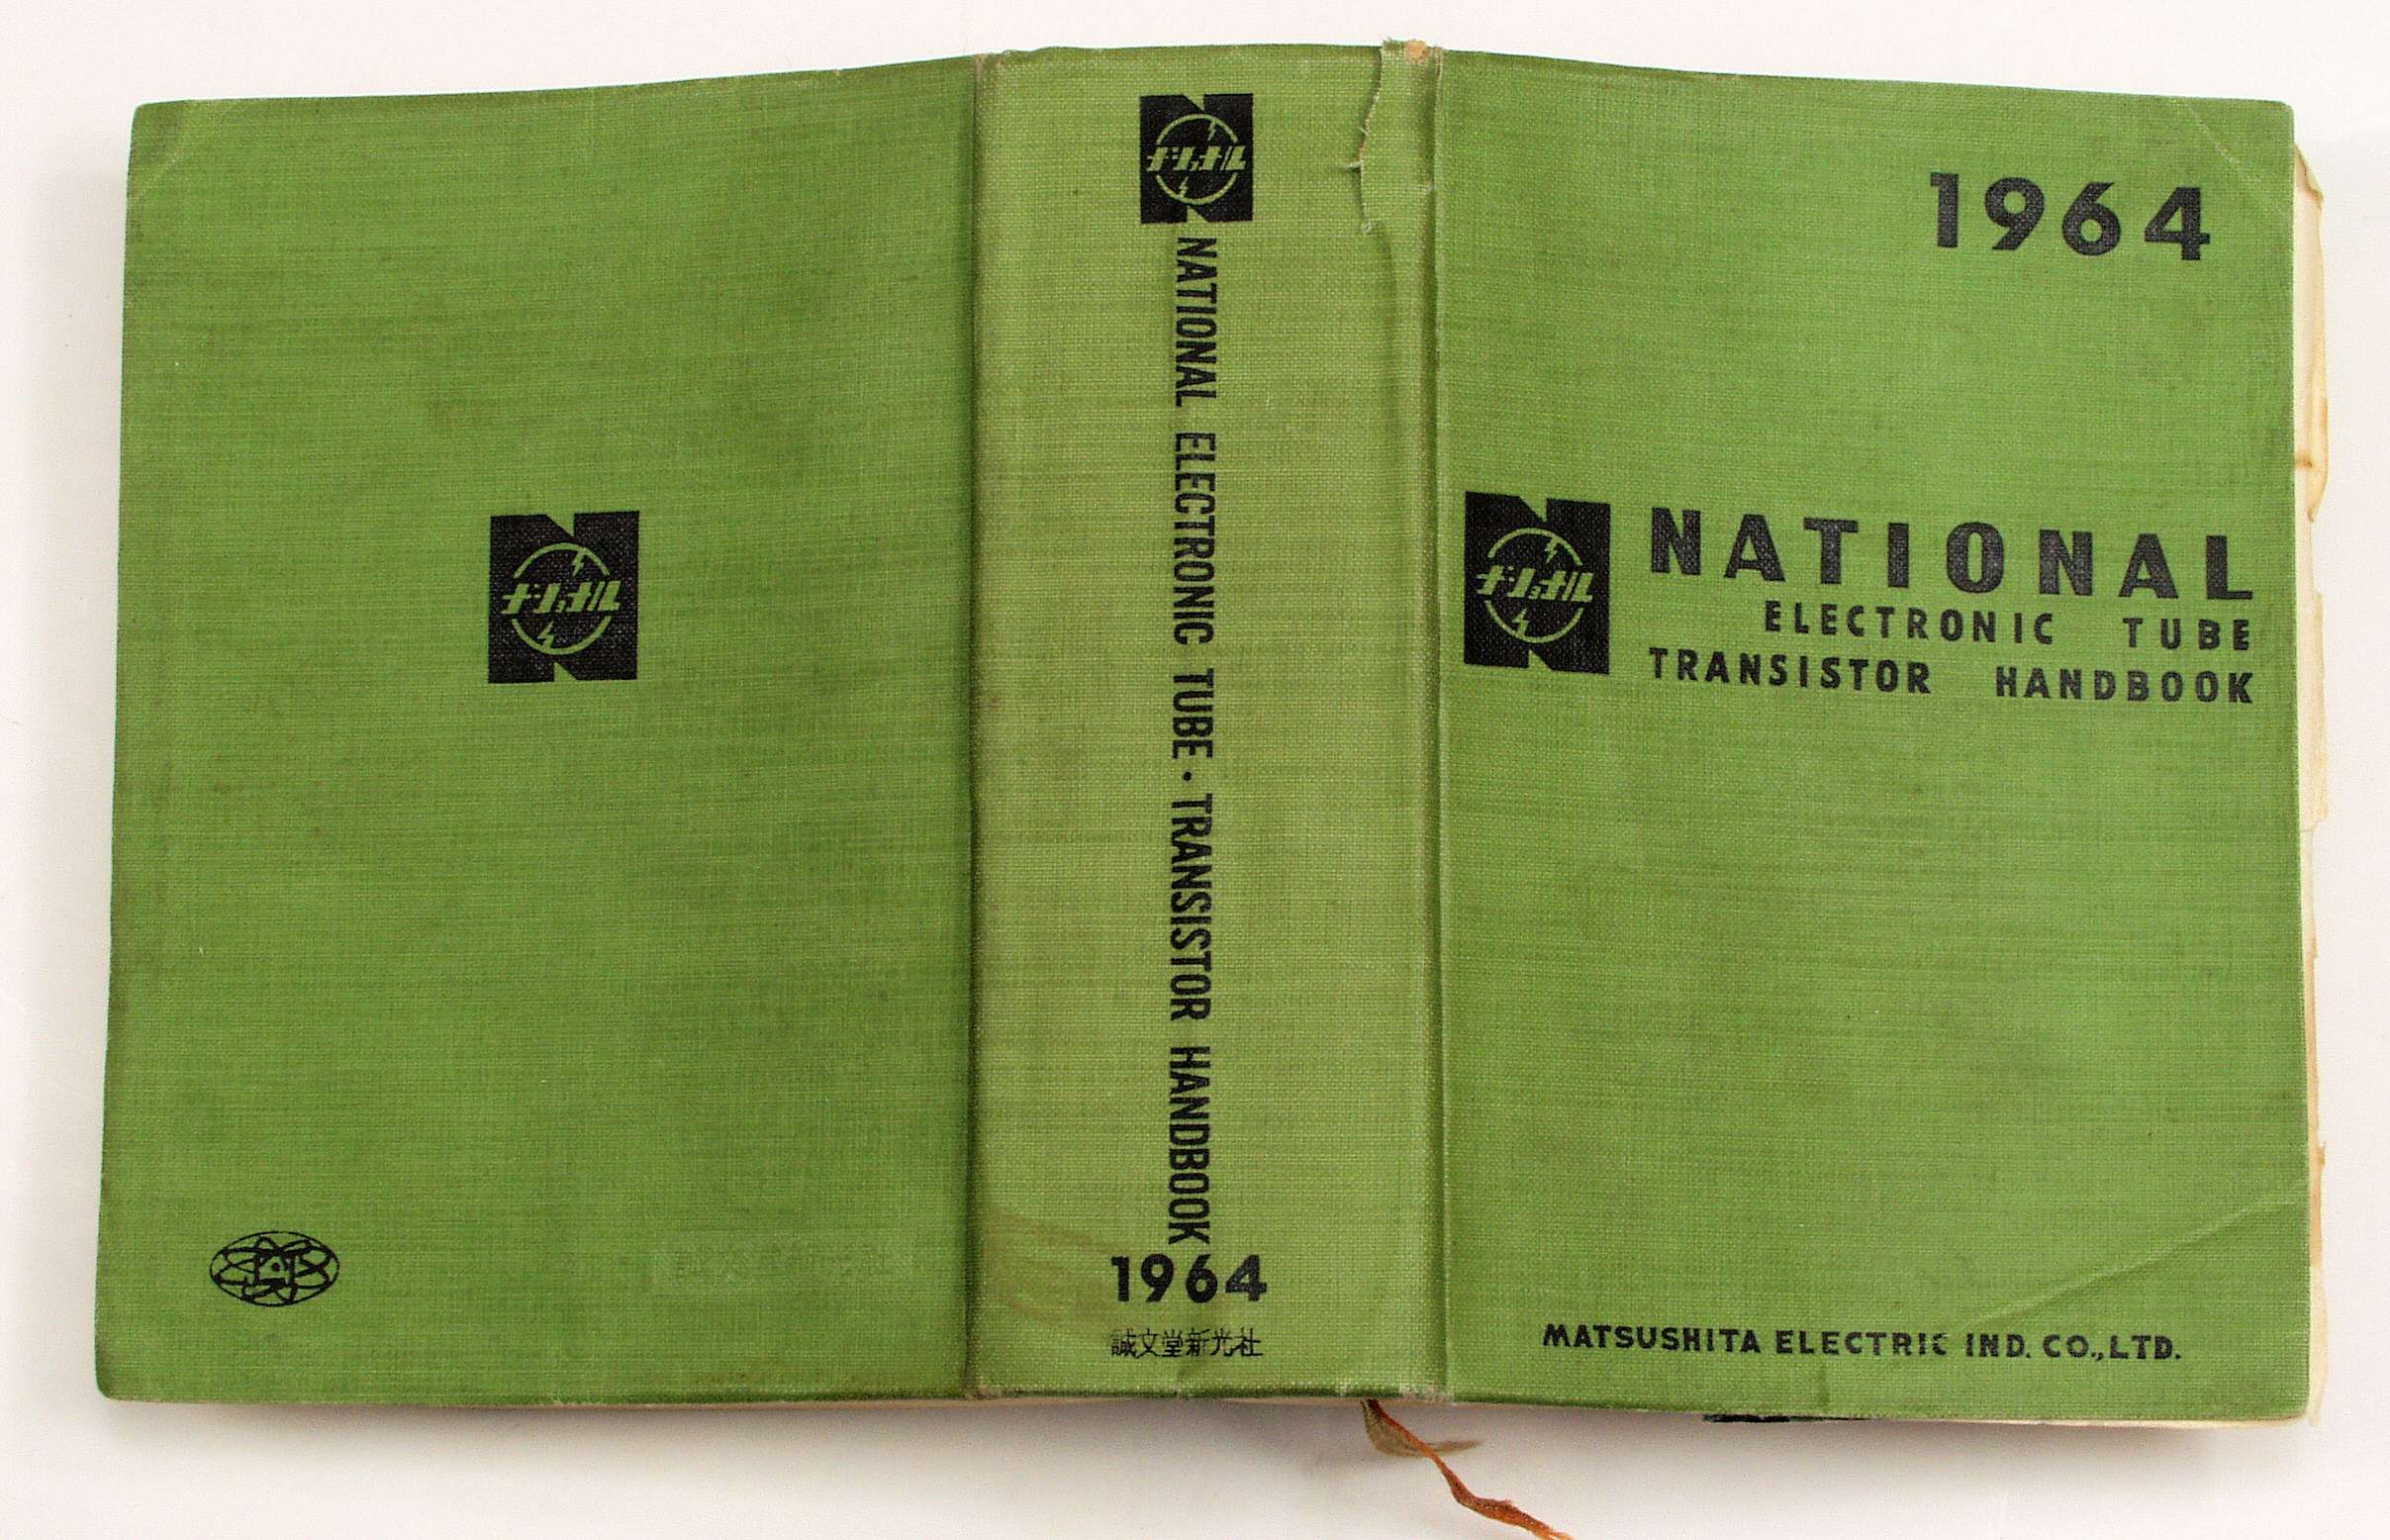 ナショナル
ナショナル
NATIONAL ELECTRONIC TUBE・TRANSISTOR HANDBOOK
1964
誠文堂新光社
1964
ナショナル
NATIONAL
ELECTRONIC TUBE
TRANSISTOR HANDBOOK
MATSUSHITA ELECTRIC IND. CO.,LTD.